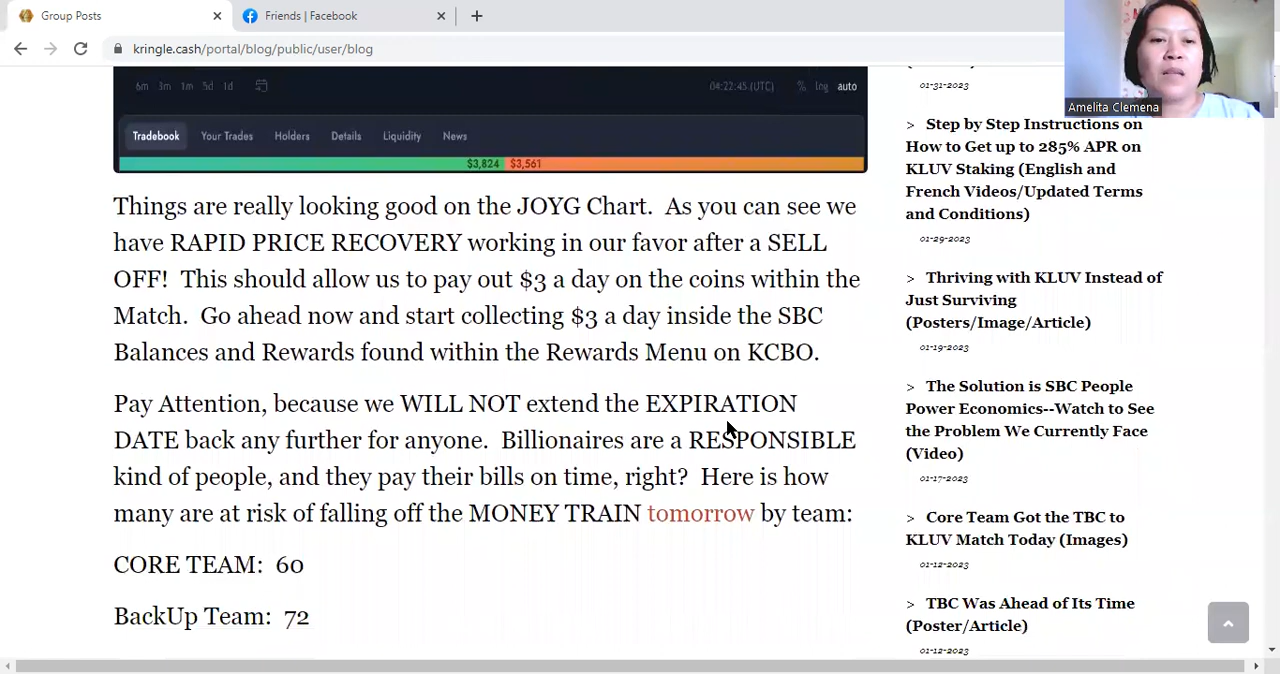 Group Posts
Friends | Facebook
kringle.cash/portal/blog/public/user/blog
Amelita Clemena
6m 3m 1m 5d 1d
04:22:45 (UTC) % log auto
Tradebook Your Trades Holders Details Liquidity News
$3,824 $3,561
Things are really looking good on the JOYG Chart. As you can see we
have RAPID PRICE RECOVERY working in our favor after a SELL
OFF! This should allow us to pay out $3 a day on the coins within the
Match. Go ahead now and start collecting $3 a day inside the SBC
Balances and Rewards found within the Rewards Menu on KCBO.
Pay Attention, because we WILL NOT extend the EXPIRATION
DATE back any further for anyone. Billionaires are a RESPONSIBLE
kind of people, and they pay their bills on time, right? Here is how
many are at risk of falling off the MONEY TRAIN tomorrow by team:
CORE TEAM: 60
BackUp Team: 72
01-31-2023
> Step by Step Instructions on
How to Get up to 285% APR on
KLUV Staking (English and
French Videos/Updated Terms
and Conditions)
01-29-2023
> Thriving with KLUV Instead of
Just Surviving
(Posters/Image/Article)
01-19-2023
> The Solution is SBC People
Power Economics--Watch to See
the Problem We Currently Face
(Video)
01-17-2023
> Core Team Got the TBC to
KLUV Match Today (Images)
01-12-2023
> TBC Was Ahead of Its Time
(Poster/Article)
01-12-2023